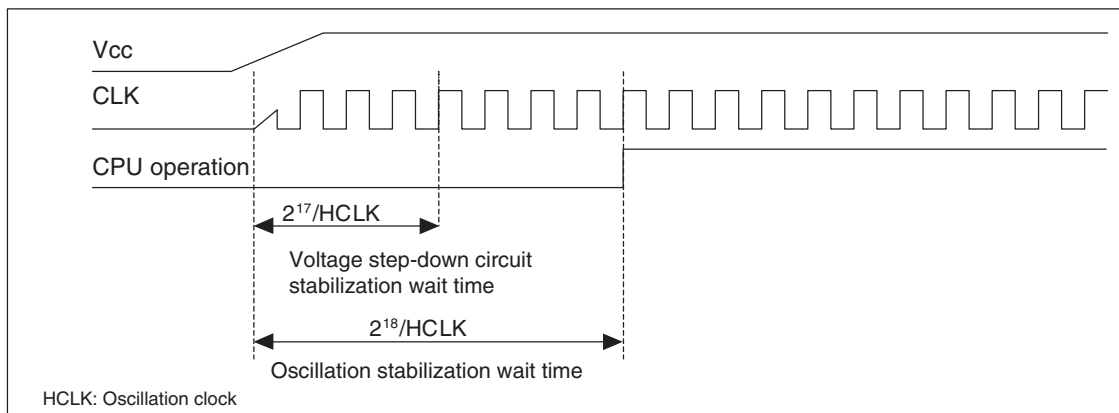 Vcc
CLK
CPU operation
2¹⁷/HCLK
Voltage step-down circuit
stabilization wait time
2¹⁸/HCLK
Oscillation stabilization wait time
HCLK: Oscillation clock